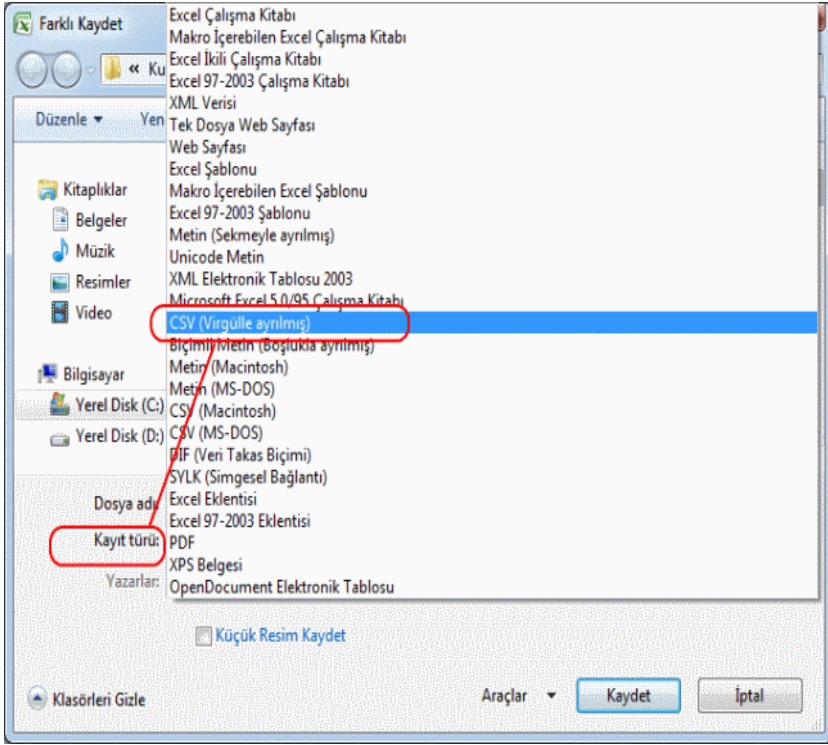 Farklı Kaydet
« Ku
Düzenle Yen
Kitaplıklar
Belgeler
Müzik
Resimler
Video
Bilgisayar
Yerel Disk (C:)
Yerel Disk (D:)
Excel Çalışma Kitabı
Makro İçerebilen Excel Çalışma Kitabı
Excel İkili Çalışma Kitabı
Excel 97-2003 Çalışma Kitabı
XML Verisi
Tek Dosya Web Sayfası
Web Sayfası
Excel Şablonu
Makro İçerebilen Excel Şablonu
Excel 97-2003 Şablonu
Metin (Sekmeyle ayrılmış)
Unicode Metin
XML Elektronik Tablosu 2003
Microsoft Excel 5.0/95 Çalışma Kitabı
CSV (Virgülle ayrılmış)
Biçimli Metin (Boşlukla ayrılmış)
Metin (Macintosh)
Metin (MS-DOS)
CSV (Macintosh)
CSV (MS-DOS)
DIF (Veri Takas Biçimi)
SYLK (Simgesel Bağlantı)
Excel Eklentisi
Excel 97-2003 Eklentisi
PDF
XPS Belgesi
OpenDocument Elektronik Tablosu
Dosya adı:
Kayıt türü:
Yazarlar:
Küçük Resim Kaydet
Klasörleri Gizle
Araçlar Kaydet İptal